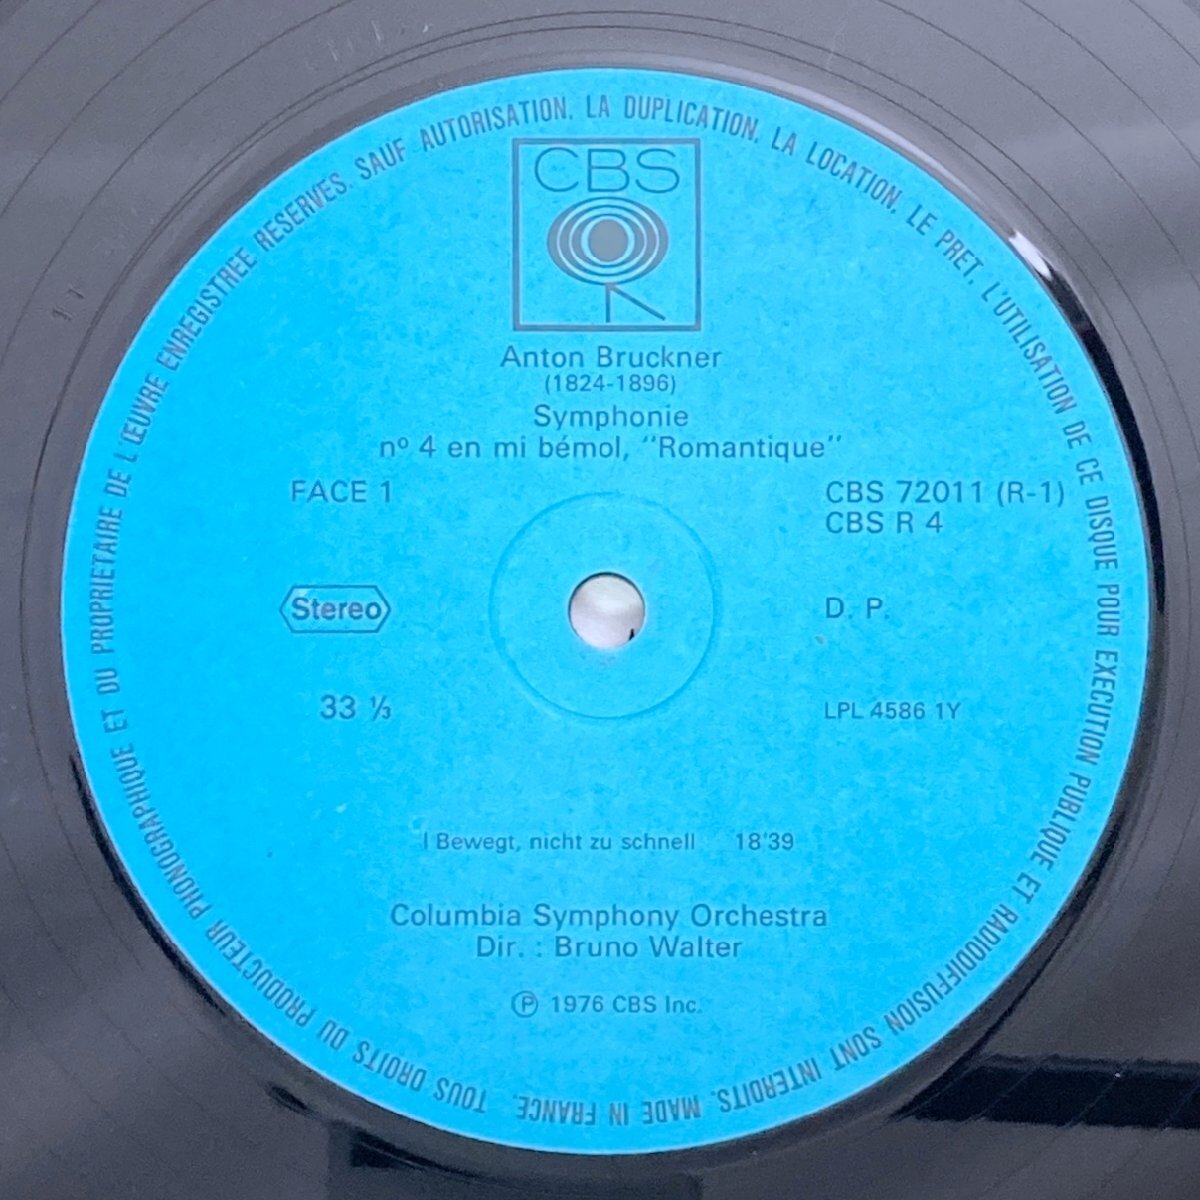 TOUS DROITS DU PRODUCTEUR PHONOGRAPHIQUE ET DU PROPRIETAIRE DE L'ŒUVRE ENREGISTREE RESERVES. SAUF AUTORISATION. LA DUPLICATION. LA LOCATION. LE PRET. L'UTILISATION DE CE DISQUE POUR EXECUTION PUBLIQUE ET RADIODIFFUSION SONT INTERDITS. MADE IN FRANCE.
CBS
Anton Bruckner
(1824-1896)
Symphonie
nº 4 en mi bémol, "Romantique"
FACE 1
CBS 72011 (R-1)
CBS R 4
Stereo
D. P.
33 ⅓
LPL 4586 1Y
I Bewegt, nicht zu schnell 18'39
Columbia Symphony Orchestra
Dir. : Bruno Walter
Ⓟ 1976 CBS Inc.